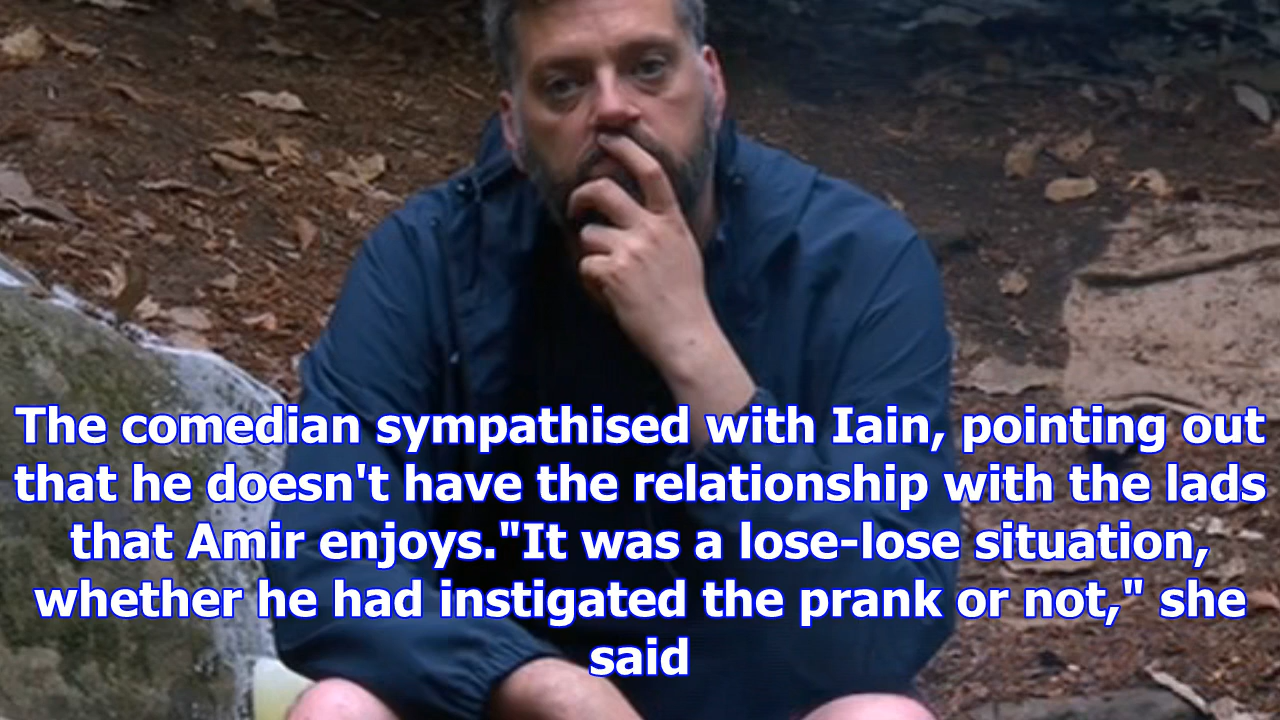 The comedian sympathised with Iain, pointing out
that he doesn't have the relationship with the lads
that Amir enjoys."It was a lose-lose situation,
whether he had instigated the prank or not," she
said